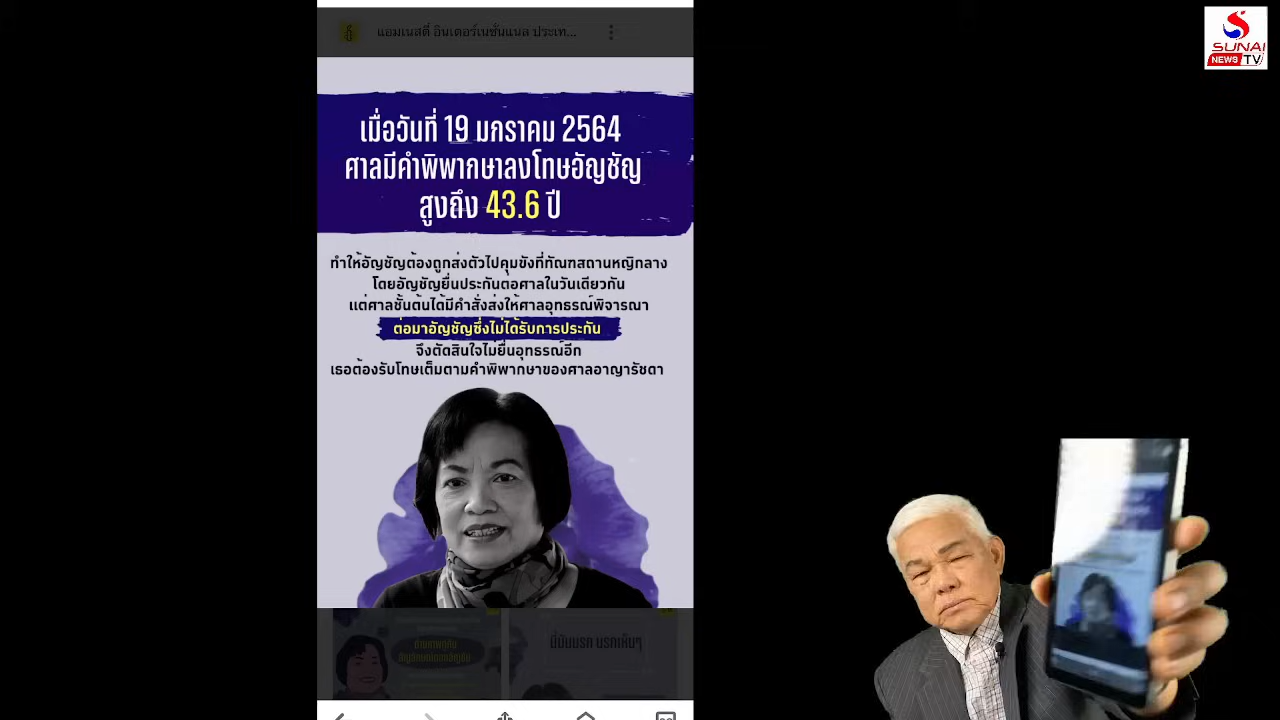 แอมเนสตี้ อินเตอร์เนชั่นแนล ประเท...
SUNAI
NEWS TV
เมื่อวันที่ 19 มกราคม 2564
ศาลมีคำพิพากษาลงโทษอัญชัญ
สูงถึง 43.6 ปี
ทำให้อัญชัญต้องถูกส่งตัวไปคุมขังที่ทัณฑสถานหญิงกลาง
โดยอัญชัญยื่นประกันตอศาลในวันเดียวกัน
แต่ศาลชั้นต้นได้มีคำสั่งส่งให้ศาลอุทธรณ์พิจารณา
ต่อมาอัญชัญซึ่งไม่ได้รับการประกัน
จึงตัดสินใจไม่ยื่นอุทธรณ์อีก
เธอต้องรับโทษเต็มตามคำพิพากษาของศาลอาญารัชดา